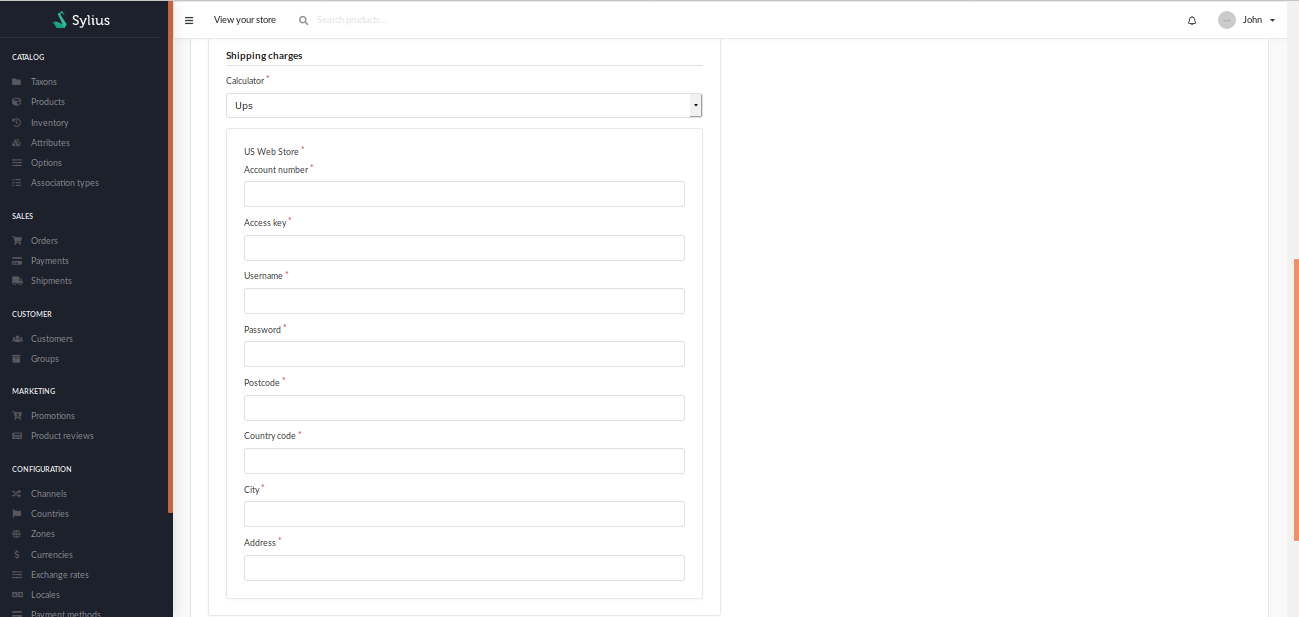 Sylius
View your store
Search products...
John
CATALOG
Taxons
Products
Inventory
Attributes
Options
Association types
SALES
Orders
Payments
Shipments
CUSTOMER
Customers
Groups
MARKETING
Promotions
Product reviews
CONFIGURATION
Channels
Countries
Zones
Currencies
Exchange rates
Locales
Payment methods
Shipping charges
Calculator *
Ups
US Web Store *
Account number *
Access key *
Username *
Password *
Postcode *
Country code *
City *
Address *